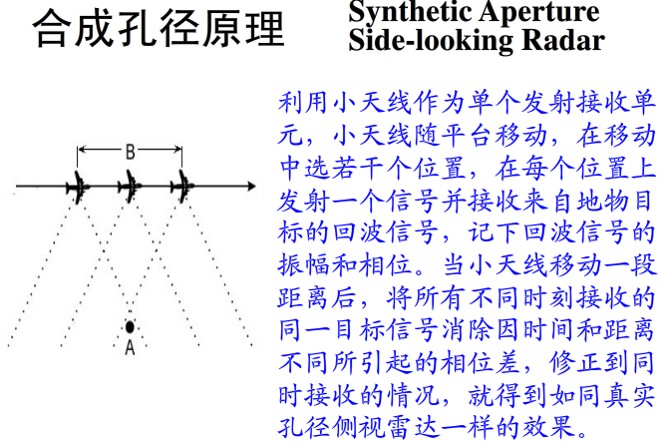 合成孔径原理
Synthetic Aperture
Side-looking Radar
利用小天线作为单个发射接收单
元，小天线随平台移动，在移动
中选若干个位置，在每个位置上
发射一个信号并接收来自地物目
标的回波信号，记下回波信号的
振幅和相位。当小天线移动一段
距离后，将所有不同时刻接收的
同一目标信号消除因时间和距离
不同所引起的相位差，修正到同
时接收的情况，就得到如同真实
孔径侧视雷达一样的效果。
B
A